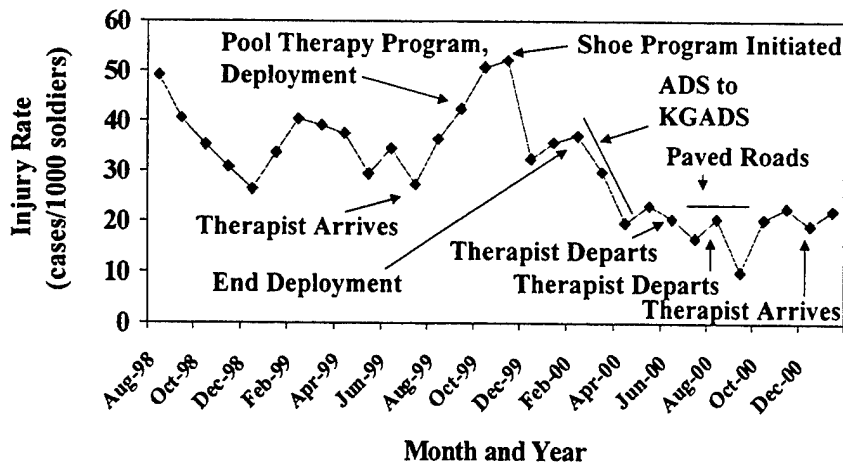 60
50
40
30
20
10
0
Injury Rate
(cases/1000 soldiers)
Pool Therapy Program,
Deployment
Shoe Program Initiated
ADS to
KGADS
Paved Roads
Therapist Arrives
End Deployment
Therapist Departs
Therapist Departs
Therapist Arrives
Aug-98
Oct-98
Dec-98
Feb-99
Apr-99
Jun-99
Aug-99
Oct-99
Dec-99
Feb-00
Apr-00
Jun-00
Aug-00
Oct-00
Dec-00
Month and Year